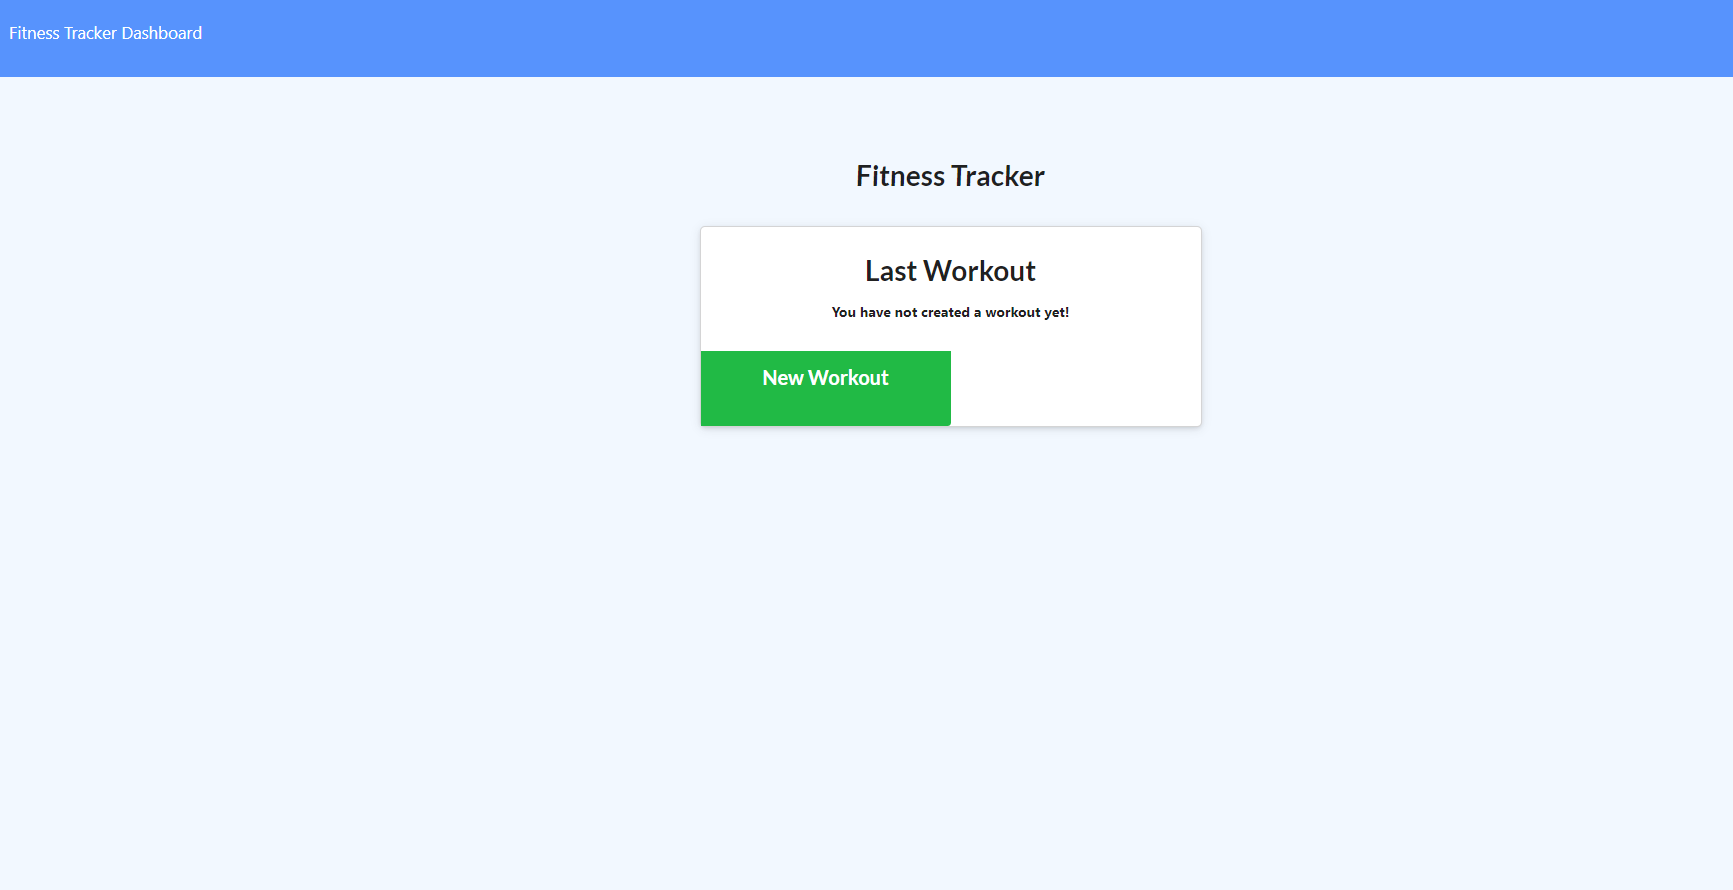 Fitness Tracker Dashboard
Fitness Tracker
Last Workout
You have not created a workout yet!
New Workout